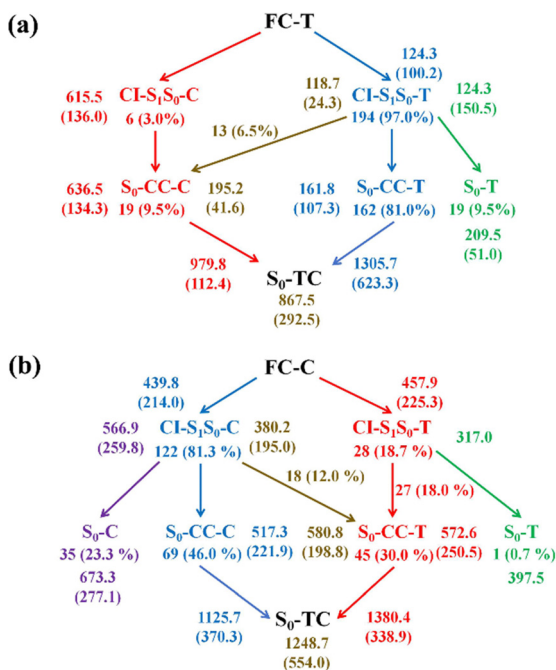 (a)
FC-T
124.3
(100.2)
615.5
(136.0)
CI-S₁S₀-C
6 (3.0%)
118.7
(24.3)
CI-S₁S₀-T
194 (97.0%)
124.3
(150.5)
13 (6.5%)
636.5
(134.3)
S₀-CC-C
19 (9.5%)
195.2
(41.6)
161.8
(107.3)
S₀-CC-T
162 (81.0%)
S₀-T
19 (9.5%)
209.5
(51.0)
979.8
(112.4)
S₀-TC
867.5
(292.5)
1305.7
(623.3)
(b)
FC-C
439.8
(214.0)
457.9
(225.3)
566.9
(259.8)
CI-S₁S₀-C
122 (81.3 %)
380.2
(195.0)
CI-S₁S₀-T
28 (18.7 %)
317.0
18 (12.0 %)
27 (18.0 %)
S₀-C
35 (23.3 %)
673.3
(277.1)
S₀-CC-C
69 (46.0 %)
517.3
(221.9)
580.8
(198.8)
S₀-CC-T
45 (30.0 %)
572.6
(250.5)
S₀-T
1 (0.7 %)
397.5
1125.7
(370.3)
S₀-TC
1248.7
(554.0)
1380.4
(338.9)